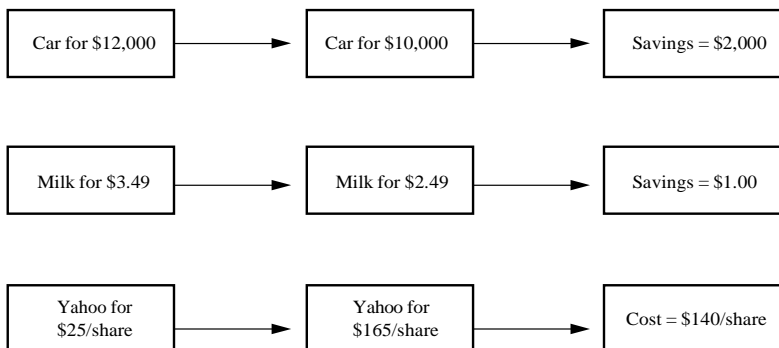 Car for $12,000
Car for $10,000
Savings = $2,000
Milk for $3.49
Milk for $2.49
Savings = $1.00
Yahoo for
$25/share
Yahoo for
$165/share
Cost = $140/share